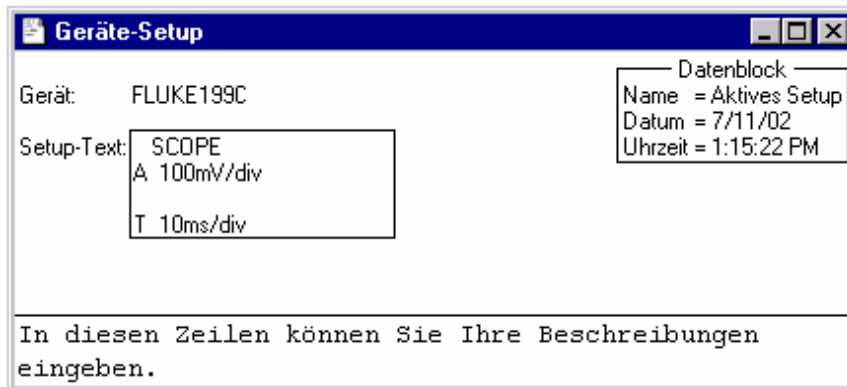 Geräte-Setup
Datenblock
Gerät: FLUKE199C
Name = Aktives Setup
Datum = 7/11/02
Uhrzeit = 1:15:22 PM
Setup-Text: SCOPE
A 100mV/div
T 10ms/div
In diesen Zeilen können Sie Ihre Beschreibungen
eingeben.